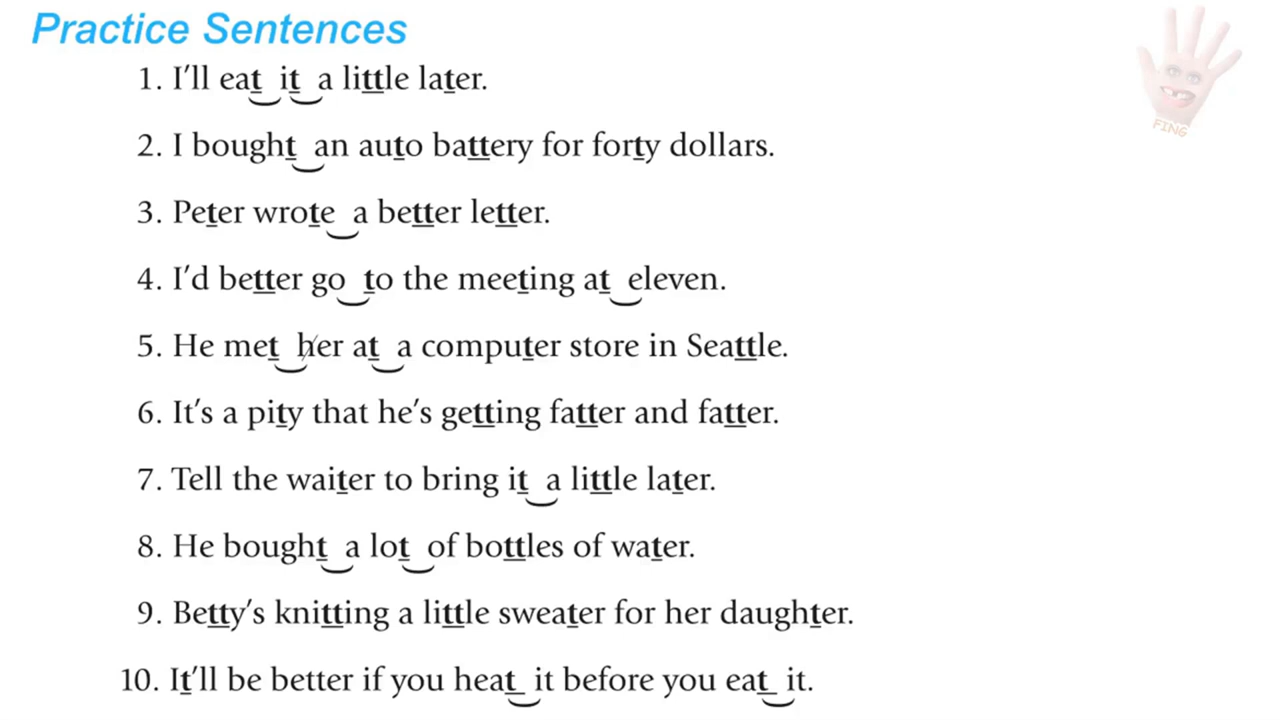 Practice Sentences
FING
1. I'll eat it a little later.
2. I bought an auto battery for forty dollars.
3. Peter wrote a better letter.
4. I'd better go to the meeting at eleven.
5. He met her at a computer store in Seattle.
6. It's a pity that he's getting fatter and fatter.
7. Tell the waiter to bring it a little later.
8. He bought a lot of bottles of water.
9. Betty's knitting a little sweater for her daughter.
10. It'll be better if you heat it before you eat it.